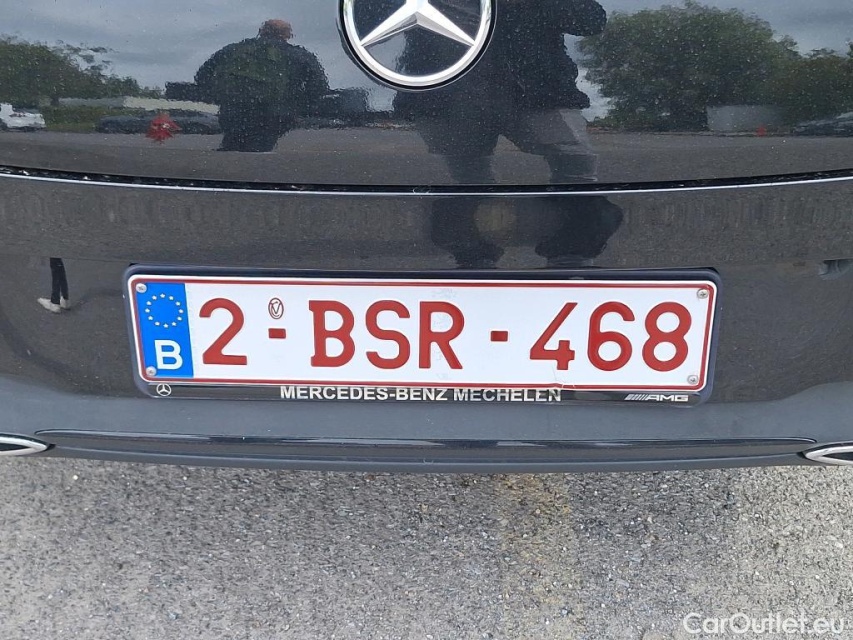 B 2-BSR-468
MERCEDES-BENZ MECHELEN AMG
CarOutlet.eu